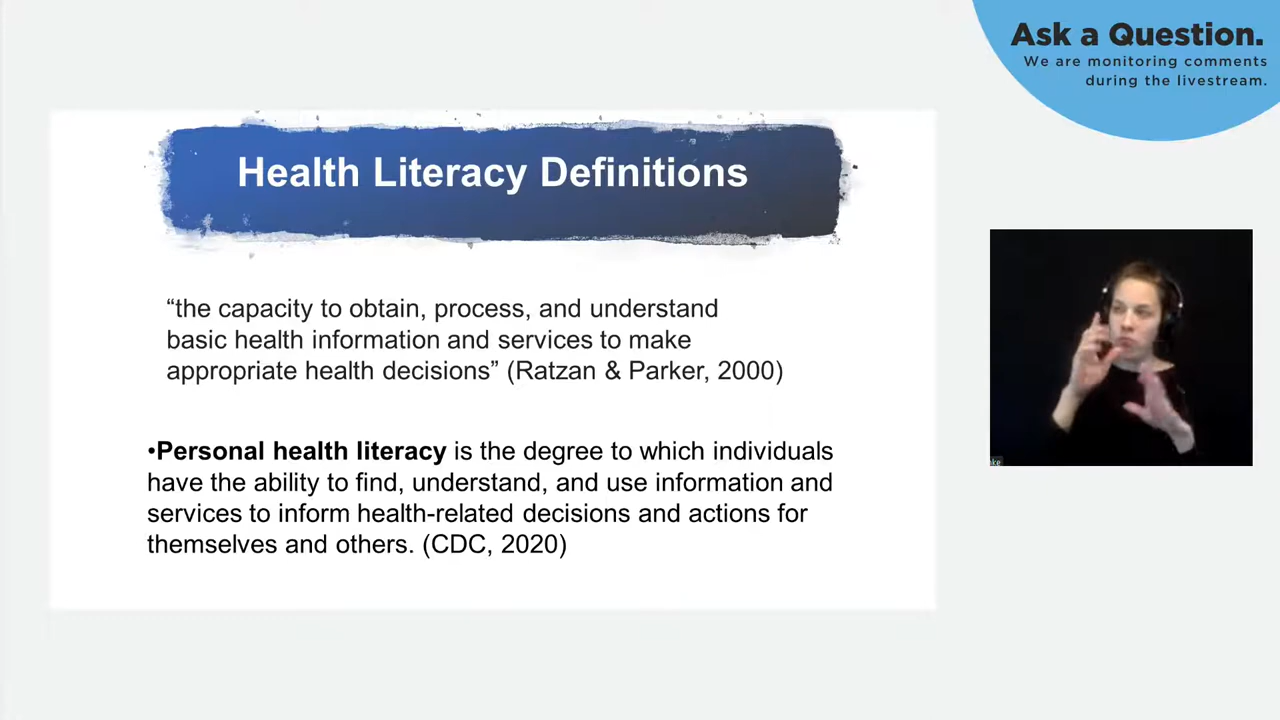 Ask a Question.
We are monitoring comments
during the livestream.
Health Literacy Definitions
“the capacity to obtain, process, and understand
basic health information and services to make
appropriate health decisions” (Ratzan & Parker, 2000)
•Personal health literacy is the degree to which individuals
have the ability to find, understand, and use information and
services to inform health-related decisions and actions for
themselves and others. (CDC, 2020)